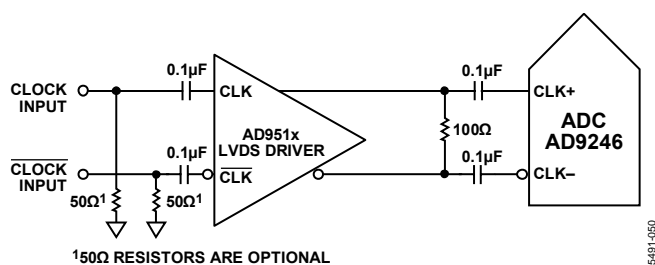 CLOCK
INPUT
0.1µF
CLK
AD951x
LVDS DRIVER
CLOCK
INPUT
0.1µF
CLK
50Ω1
50Ω1
100Ω
0.1µF
0.1µF
CLK+
CLK–
ADC
AD9246
150Ω RESISTORS ARE OPTIONAL
5491-050